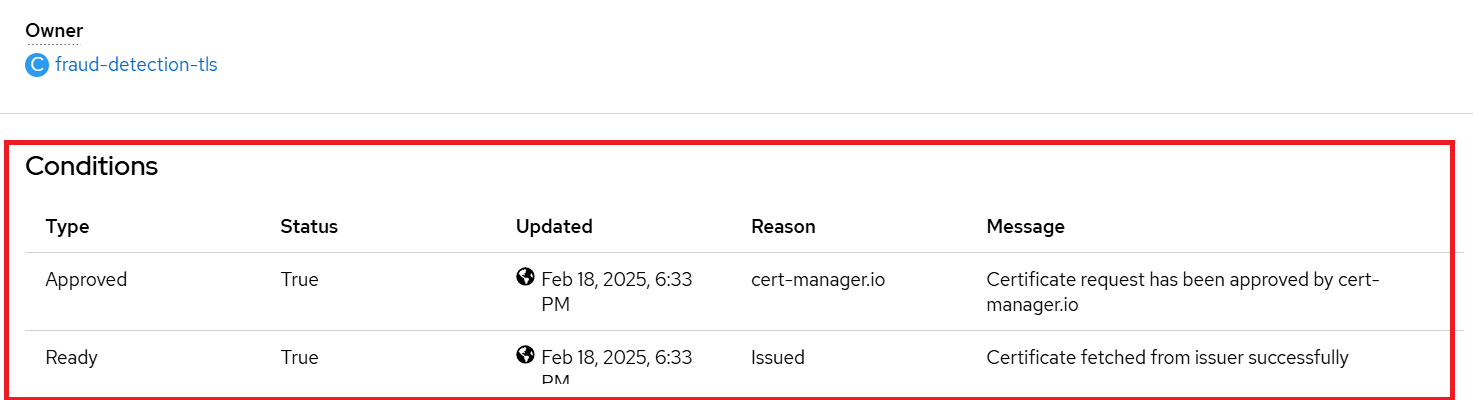 Owner
C fraud-detection-tls
Conditions
Type Status Updated Reason Message
Approved True Feb 18, 2025, 6:33 cert-manager.io Certificate request has been approved by cert-
PM manager.io
Ready True Feb 18, 2025, 6:33 Issued Certificate fetched from issuer successfully
PM